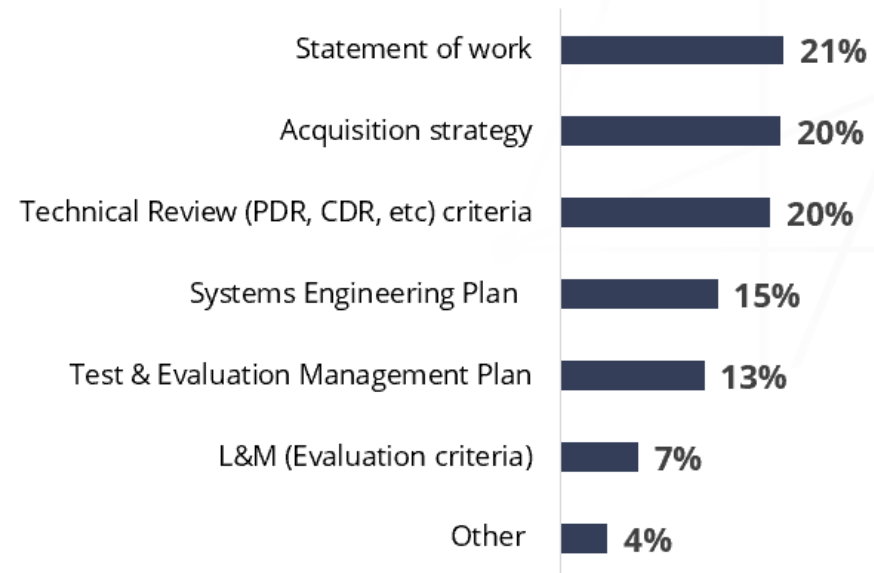 Statement of work 21%
Acquisition strategy 20%
Technical Review (PDR, CDR, etc) criteria 20%
Systems Engineering Plan 15%
Test & Evaluation Management Plan 13%
L&M (Evaluation criteria) 7%
Other 4%